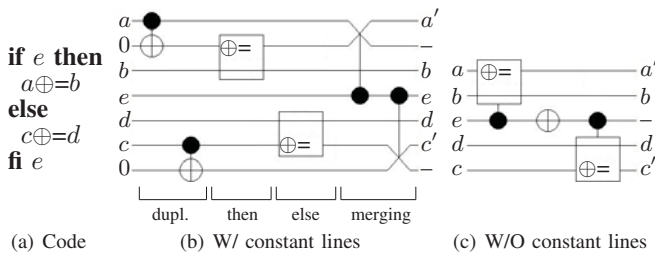 if e then
a⊕=b
else
c⊕=d
fi e
(a) Code
a a′
0 ⊕= –
b b
e e
d d
c ⊕= c′
0 –
dupl. then else merging
(b) W/ constant lines
a ⊕= a′
b b
e –
d d
c ⊕= c′
(c) W/O constant lines